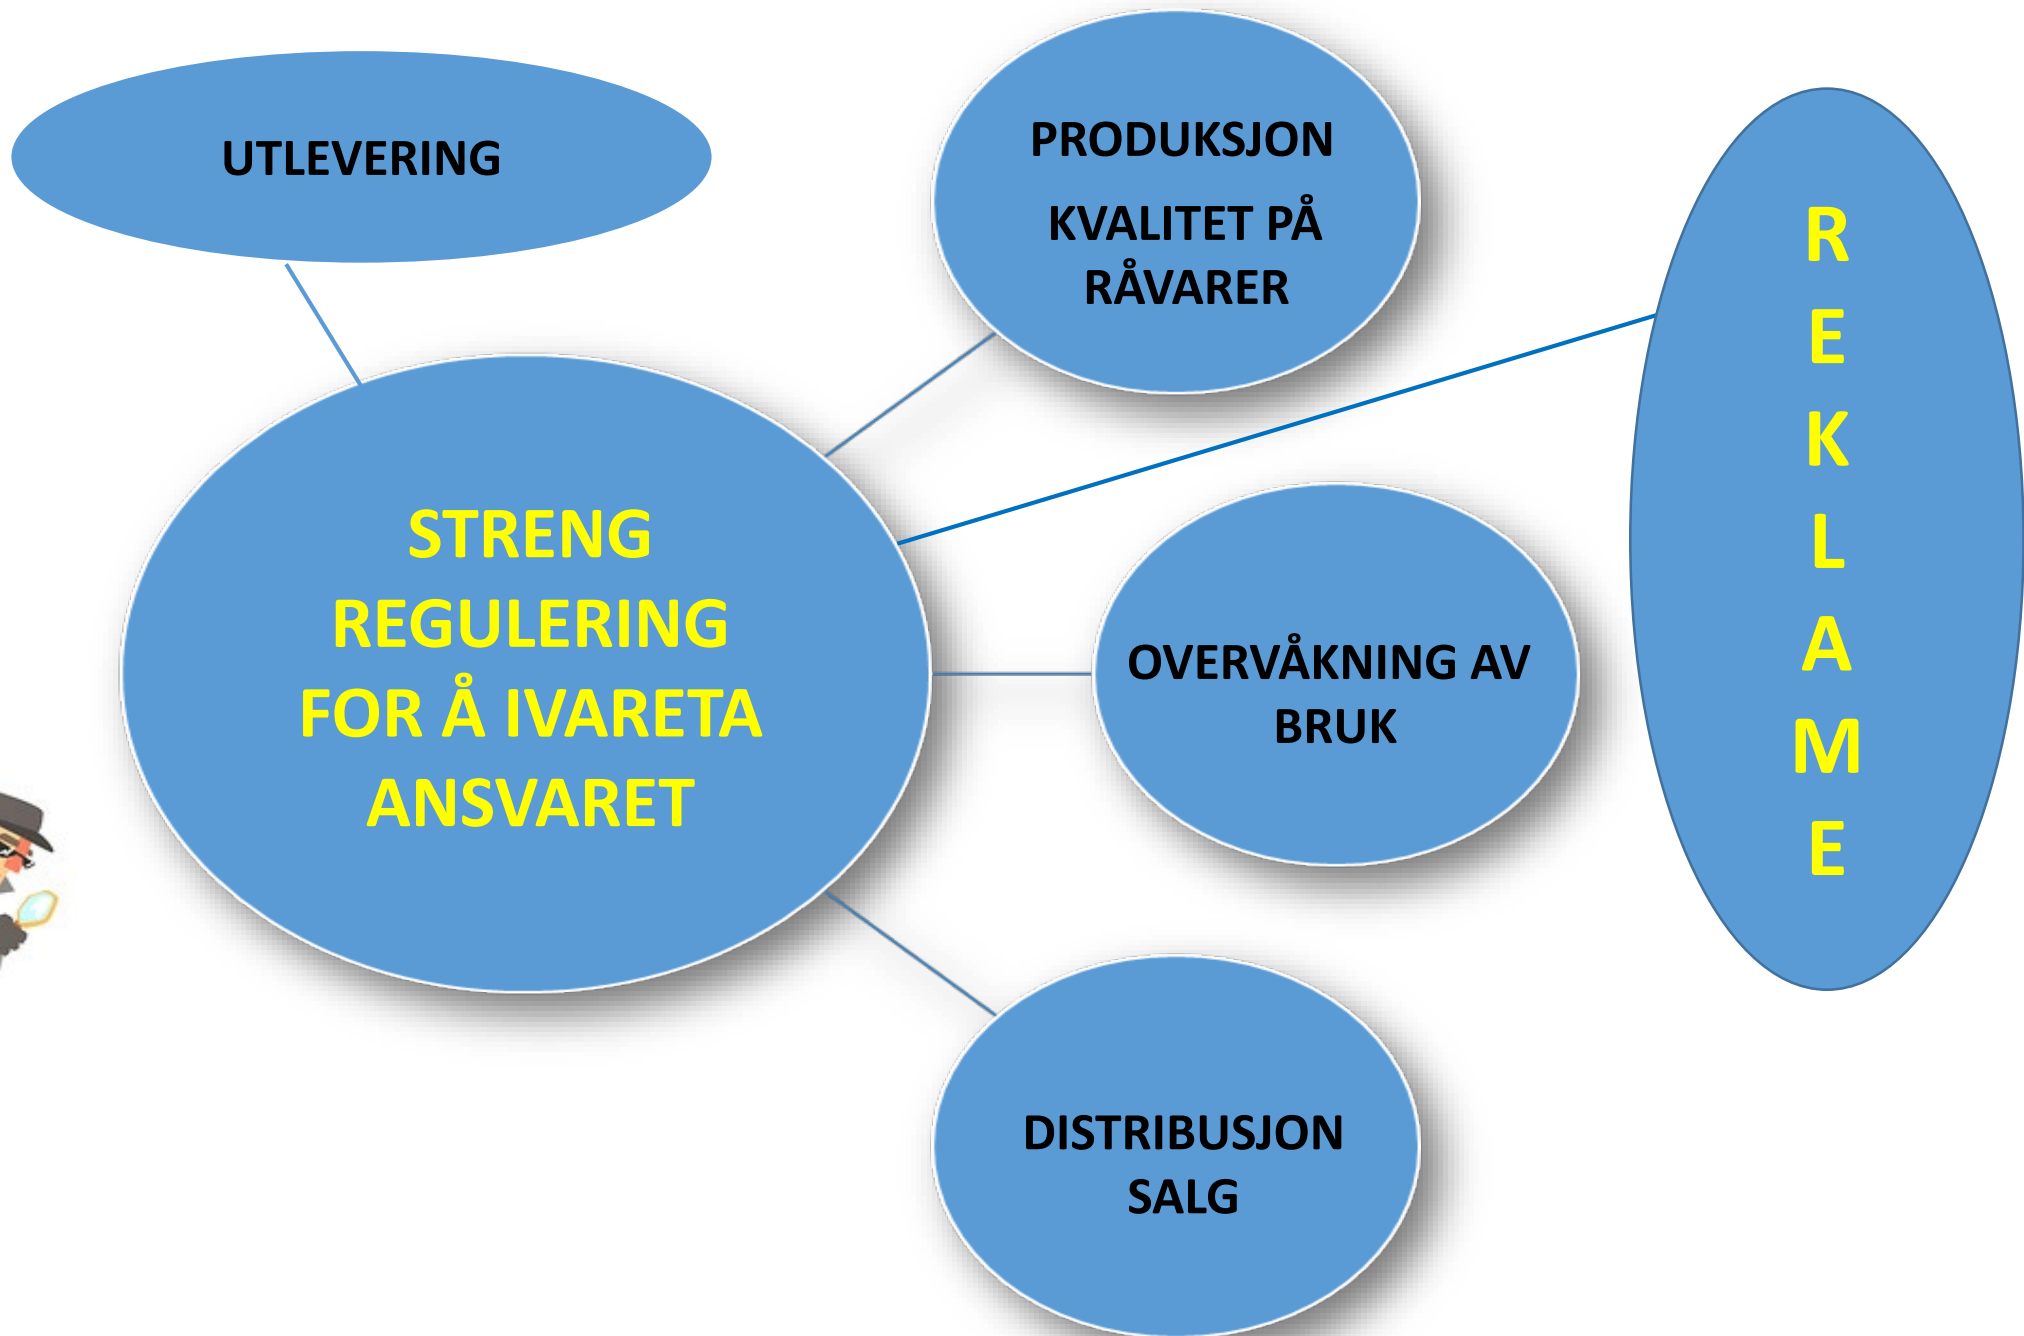 UTLEVERING
PRODUKSJON
KVALITET PÅ
RÅVARER
STRENG
REGULERING
FOR Å IVARETA
ANSVARET
OVERVÅKNING AV
BRUK
DISTRIBUSJON
SALG
R
E
K
L
A
M
E